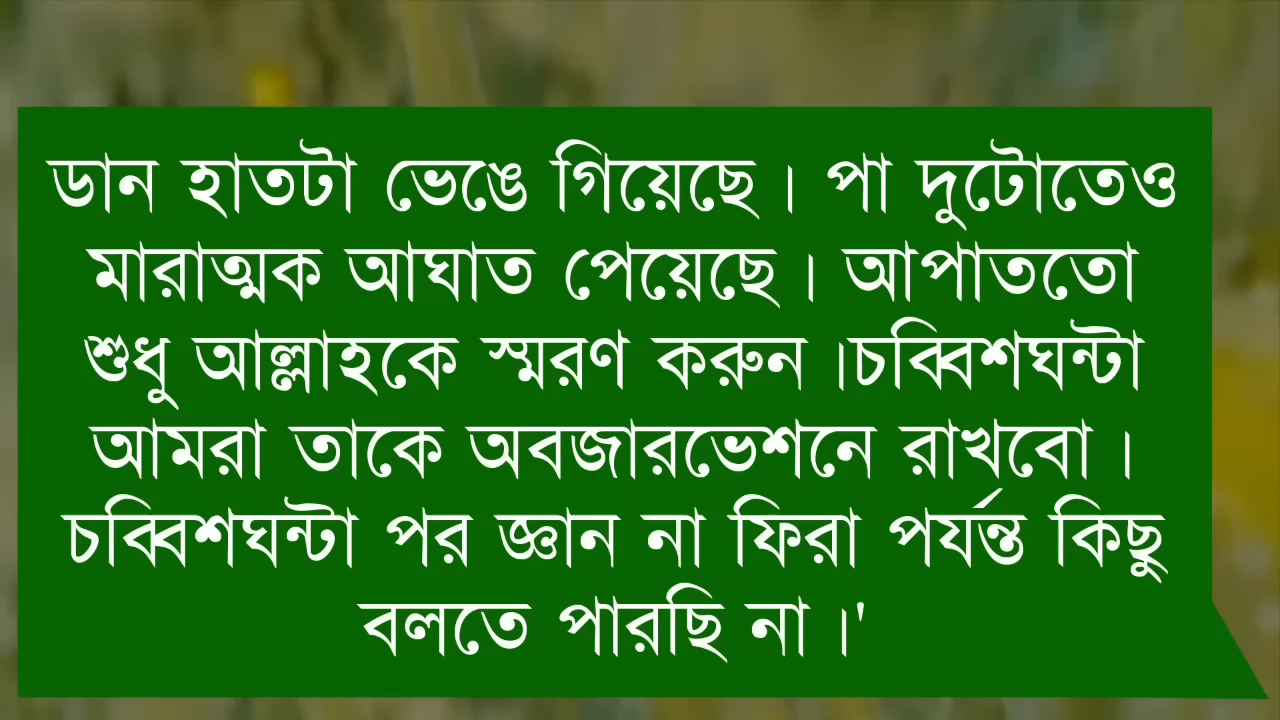 ডান হাতটা ভেঙে গিয়েছে। পা দুটোতেও
মারাত্মক আঘাত পেয়েছে। আপাততো
শুধু আল্লাহকে স্মরণ করুন।চব্বিশঘন্টা
আমরা তাকে অবজারভেশনে রাখবো।
চব্বিশঘন্টা পর জ্ঞান না ফিরা পর্যন্ত কিছু
বলতে পারছি না।'